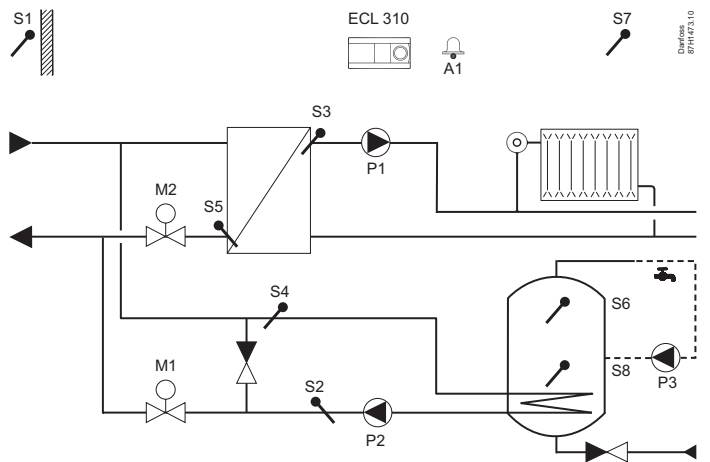 S1
ECL 310
A1
S7
Danfoss
87H1473.10
S3
P1
M2
S5
S4
S6
M1
S2
P2
S8
P3